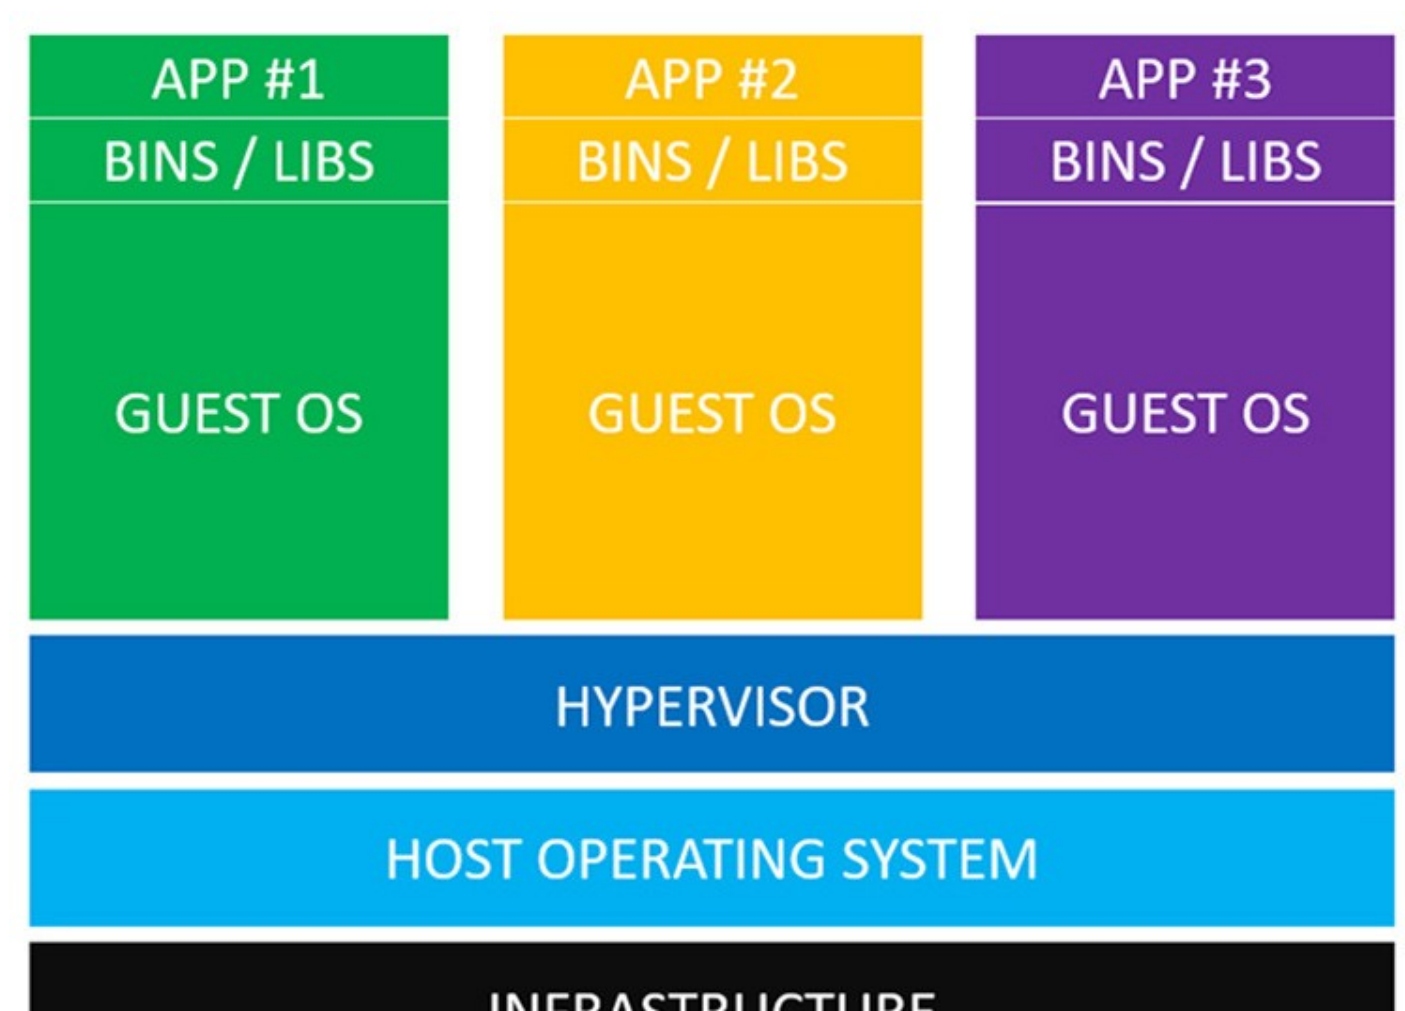 APP #1
APP #2
APP #3
BINS / LIBS
BINS / LIBS
BINS / LIBS
GUEST OS
GUEST OS
GUEST OS
HYPERVISOR
HOST OPERATING SYSTEM
INFRASTRUCTURE